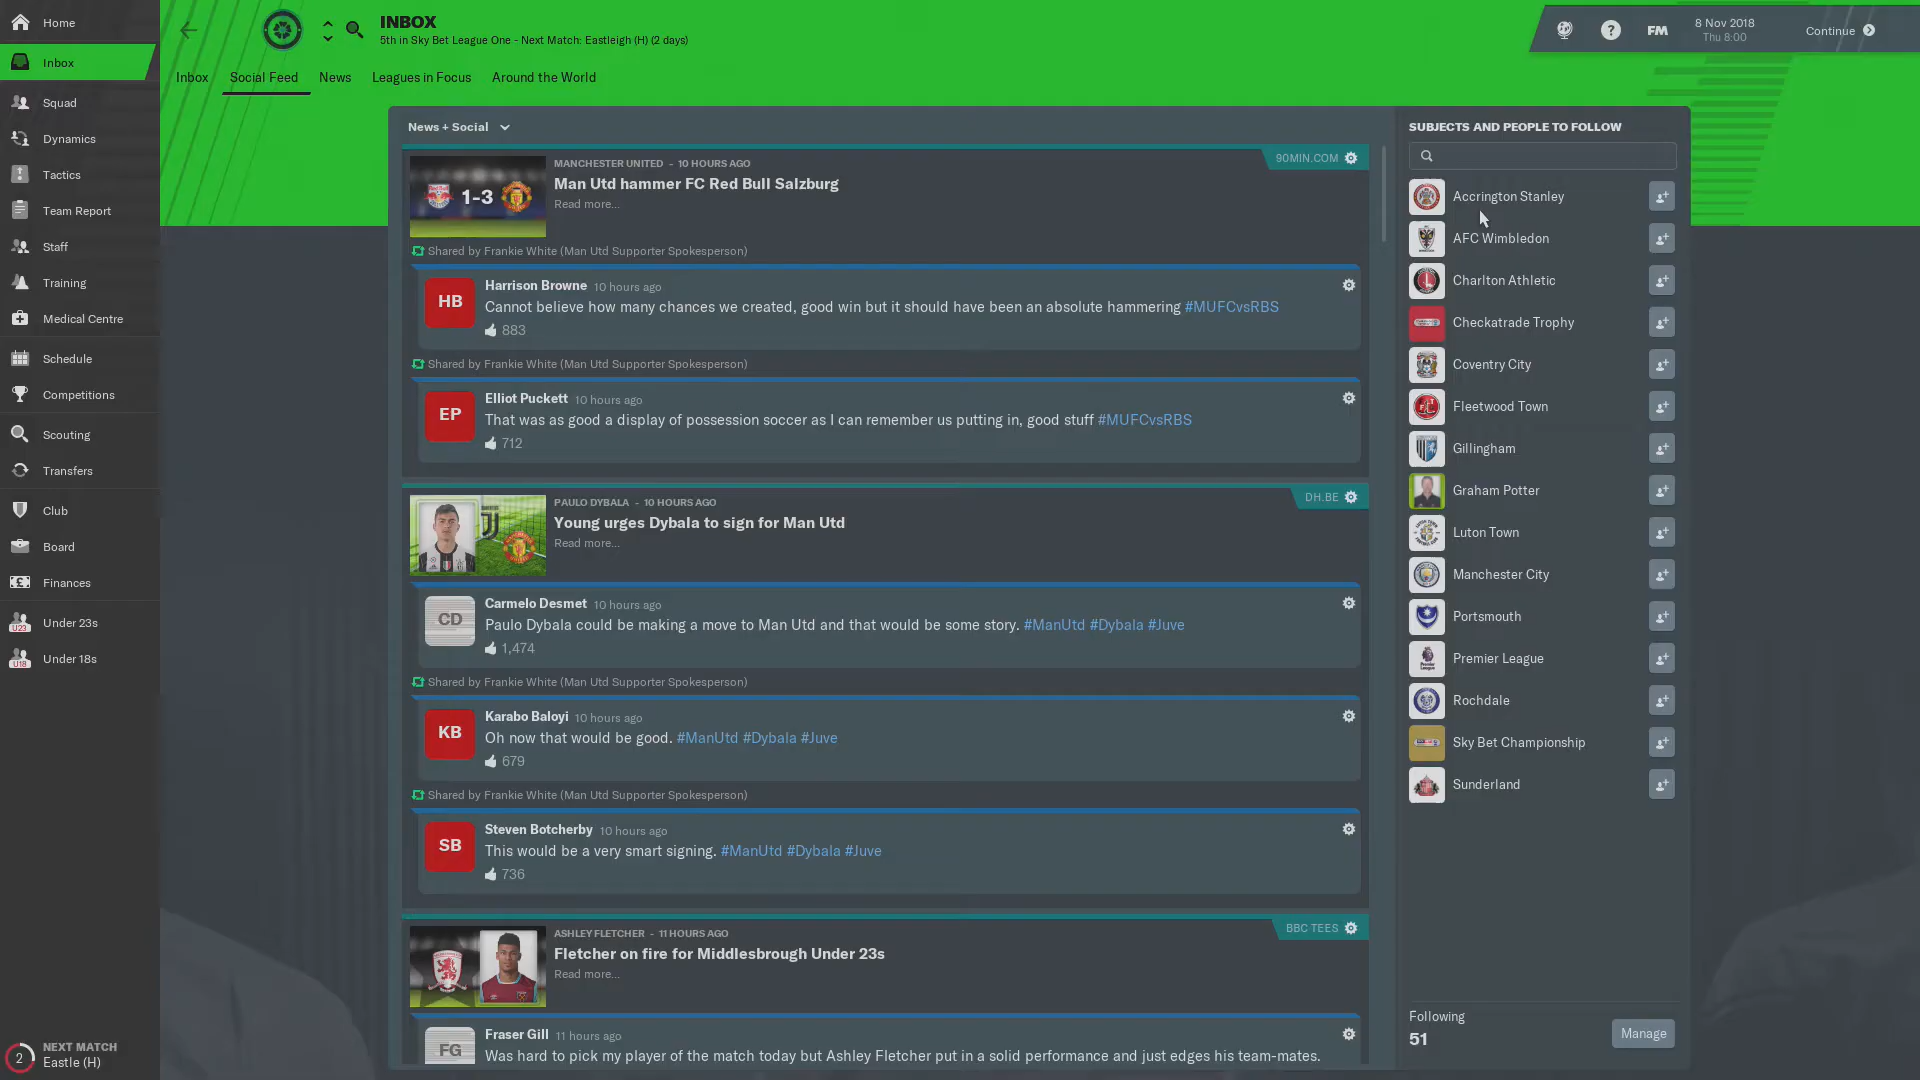 Home
Inbox
Squad
Dynamics
Tactics
Team Report
Staff
Training
Medical Centre
Schedule
Competitions
Scouting
Transfers
Club
Board
Finances
U23
Under 23s
U18
Under 18s
2
NEXT MATCH
Eastle (H)
INBOX
5th in Sky Bet League One - Next Match: Eastleigh (H) (2 days)
?
FM
8 Nov 2018
Thu 8:00
Continue
Inbox
Social Feed
News
Leagues in Focus
Around the World
News + Social
MANCHESTER UNITED - 10 HOURS AGO
90MIN.COM
1-3
Man Utd hammer FC Red Bull Salzburg
Read more...
Shared by Frankie White (Man Utd Supporter Spokesperson)
HB
Harrison Browne 10 hours ago
Cannot believe how many chances we created, good win but it should have been an absolute hammering #MUFCvsRBS
883
Shared by Frankie White (Man Utd Supporter Spokesperson)
EP
Elliot Puckett 10 hours ago
That was as good a display of possession soccer as I can remember us putting in, good stuff #MUFCvsRBS
712
PAULO DYBALA - 10 HOURS AGO
DH.BE
Young urges Dybala to sign for Man Utd
Read more...
CD
Carmelo Desmet 10 hours ago
Paulo Dybala could be making a move to Man Utd and that would be some story. #ManUtd #Dybala #Juve
1,474
Shared by Frankie White (Man Utd Supporter Spokesperson)
KB
Karabo Baloyi 10 hours ago
Oh now that would be good. #ManUtd #Dybala #Juve
679
Shared by Frankie White (Man Utd Supporter Spokesperson)
SB
Steven Botcherby 10 hours ago
This would be a very smart signing. #ManUtd #Dybala #Juve
736
ASHLEY FLETCHER - 11 HOURS AGO
BBC TEES
Fletcher on fire for Middlesbrough Under 23s
Read more...
FG
Fraser Gill 11 hours ago
Was hard to pick my player of the match today but Ashley Fletcher put in a solid performance and just edges his team-mates.
SUBJECTS AND PEOPLE TO FOLLOW
Accrington Stanley
AFC Wimbledon
Charlton Athletic
Checkatrade Trophy
Coventry City
Fleetwood Town
Gillingham
Graham Potter
Luton Town
Manchester City
Portsmouth
Premier League
Rochdale
Sky Bet Championship
Sunderland
Following
51
Manage